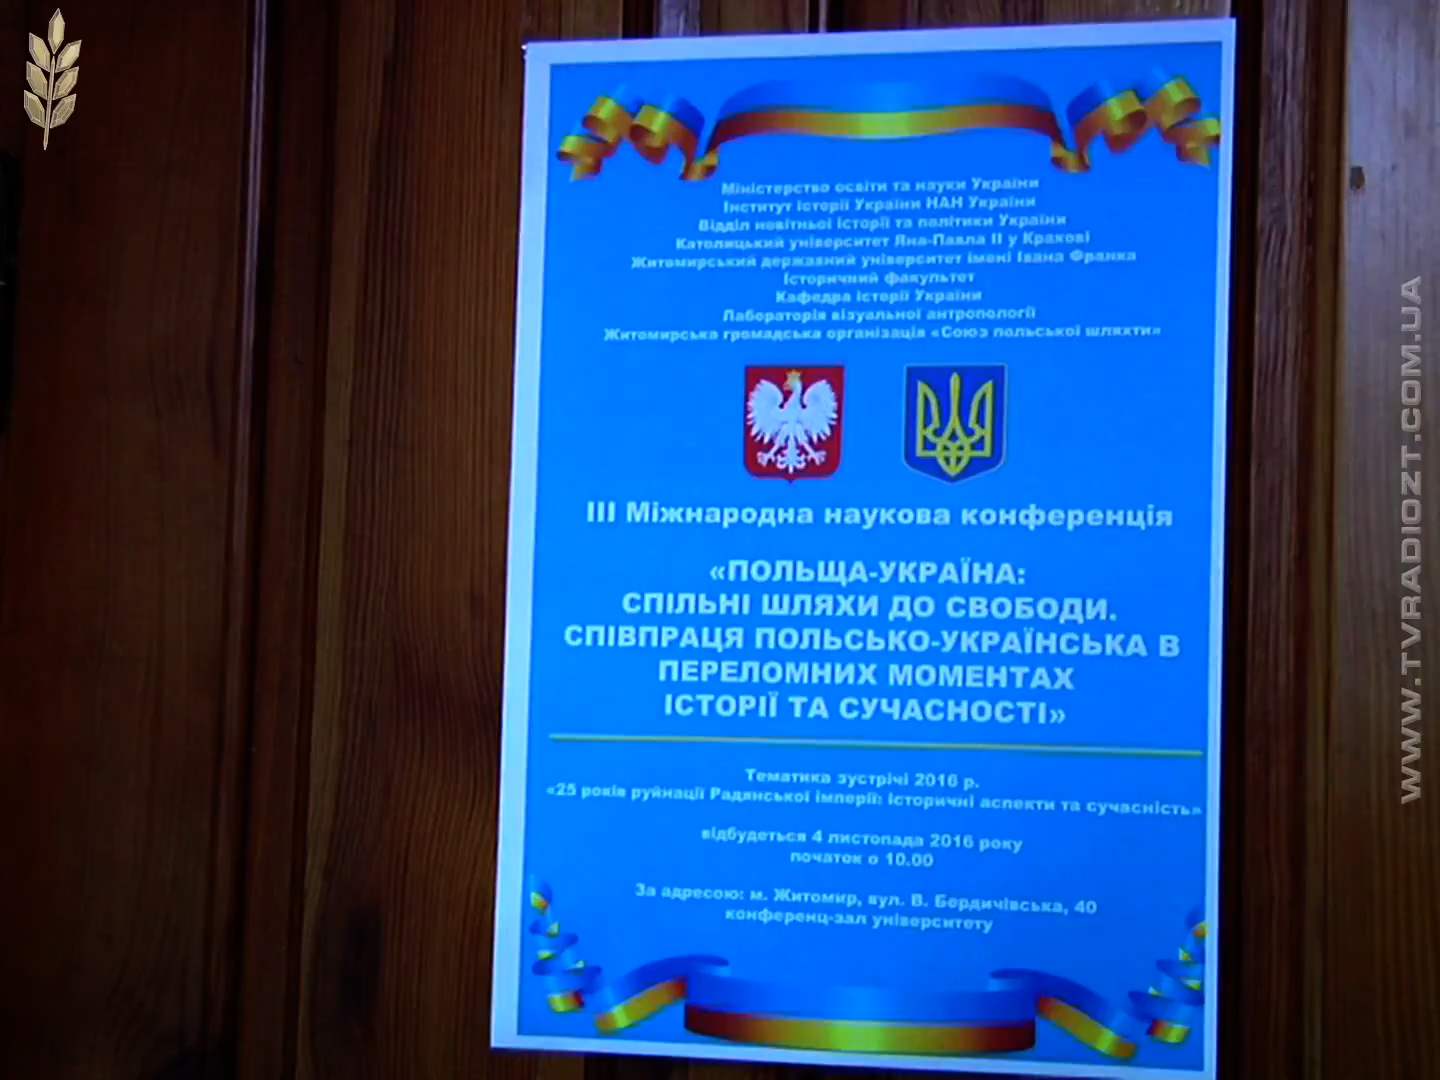 Міністерство освіти та науки України
Інститут історії України НАН України
Відділ новітньої історії та політики України
Католицький університет Яна-Павла ІІ у Кракові
Житомирський державний університет імені Івана Франка
Історичний факультет
Кафедра історії України
Лабораторія візуальної антропології
Житомирська громадська організація «Союз польської шляхти»
ІІІ Міжнародна наукова конференція
«ПОЛЬЩА-УКРАЇНА:
СПІЛЬНІ ШЛЯХИ ДО СВОБОДИ.
СПІВПРАЦЯ ПОЛЬСЬКО-УКРАЇНСЬКА В
ПЕРЕЛОМНИХ МОМЕНТАХ
ІСТОРІЇ ТА СУЧАСНОСТІ»
Тематика зустрічі 2016 р.
«25 років руйнації Радянської імперії: історичні аспекти та сучасність»
відбудеться 4 листопада 2016 року
початок о 10.00
За адресою: м. Житомир, вул. В. Бердичівська, 40
конференц-зал університету
WWW.TVRADIOZT.COM.UA